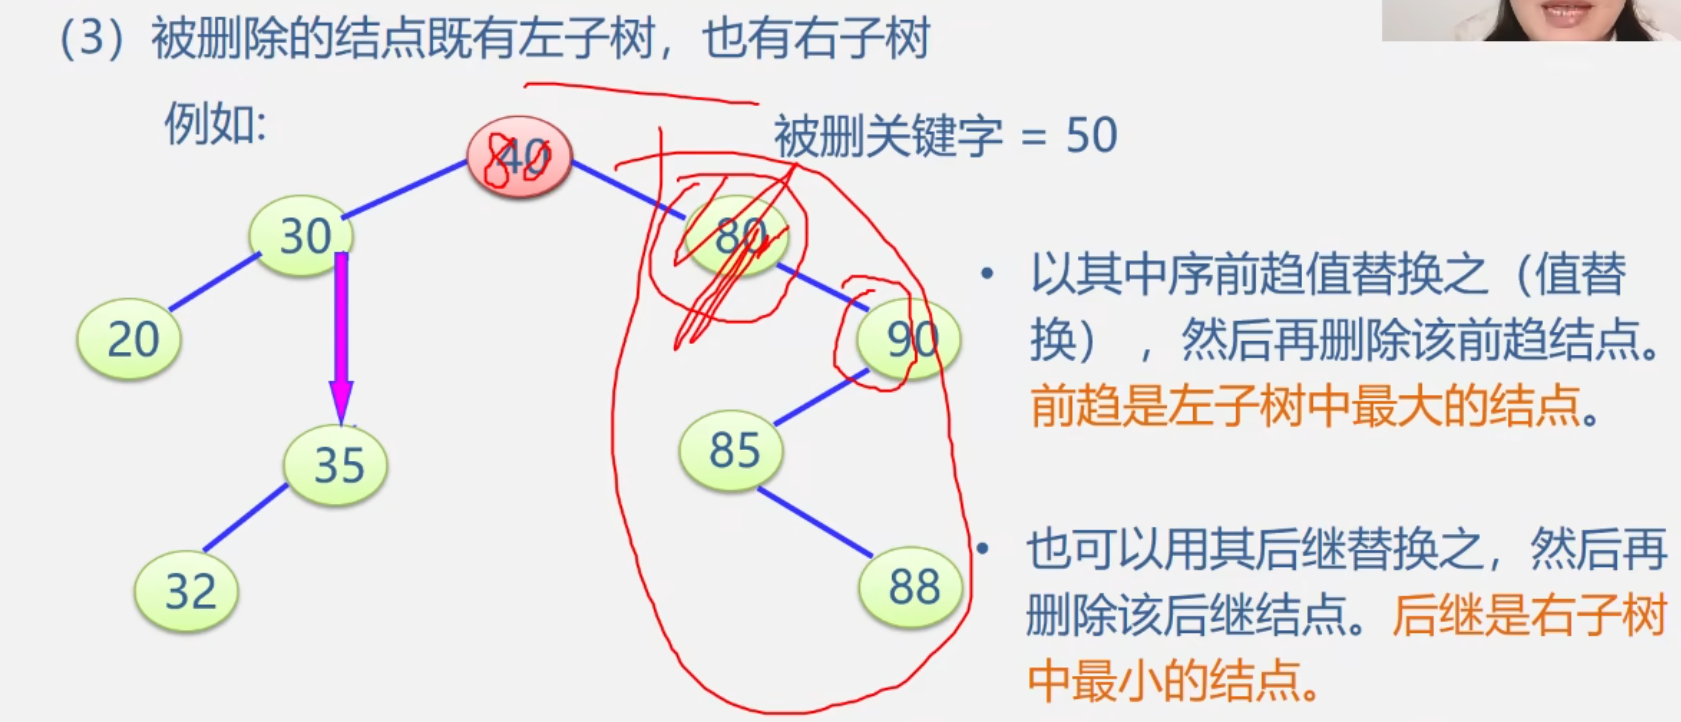 （3）被删除的结点既有左子树，也有右子树
例如:
被删关键字 = 50
40
80
30
80
20
90
35
85
32
88
• 以其中序前趋值替换之（值替
换），然后再删除该前趋结点。
前趋是左子树中最大的结点。
• 也可以用其后继替换之，然后再
删除该后继结点。后继是右子树
中最小的结点。